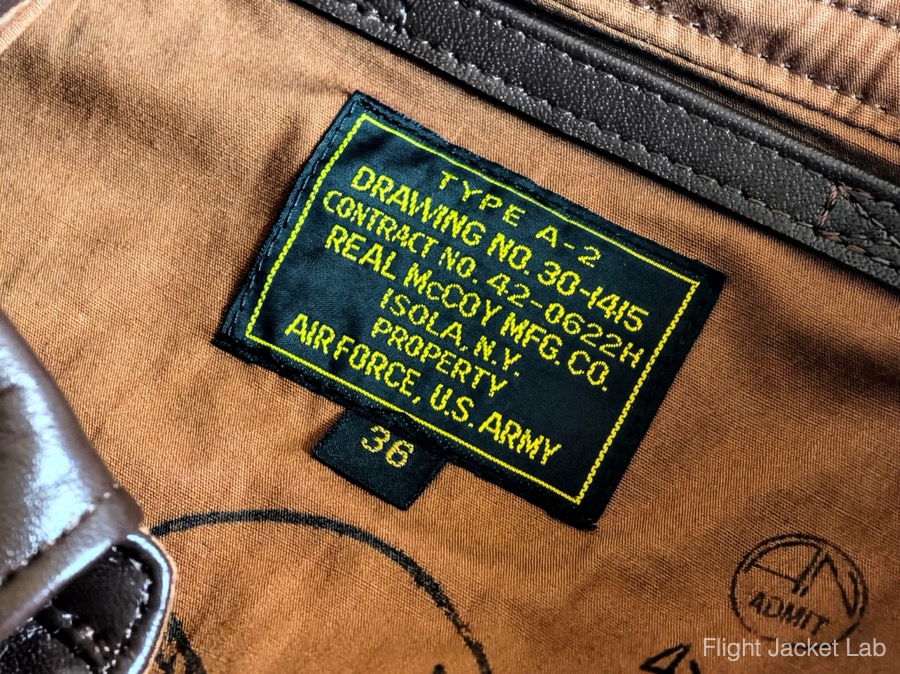 TYPE A-2
DRAWING NO. 30-1415
CONTRACT NO. 42-0622H
REAL McCOY MFG. CO.
ISOLA, N.Y.
PROPERTY
AIR FORCE, U.S. ARMY
36
AN
ADMIT
Flight Jacket Lab